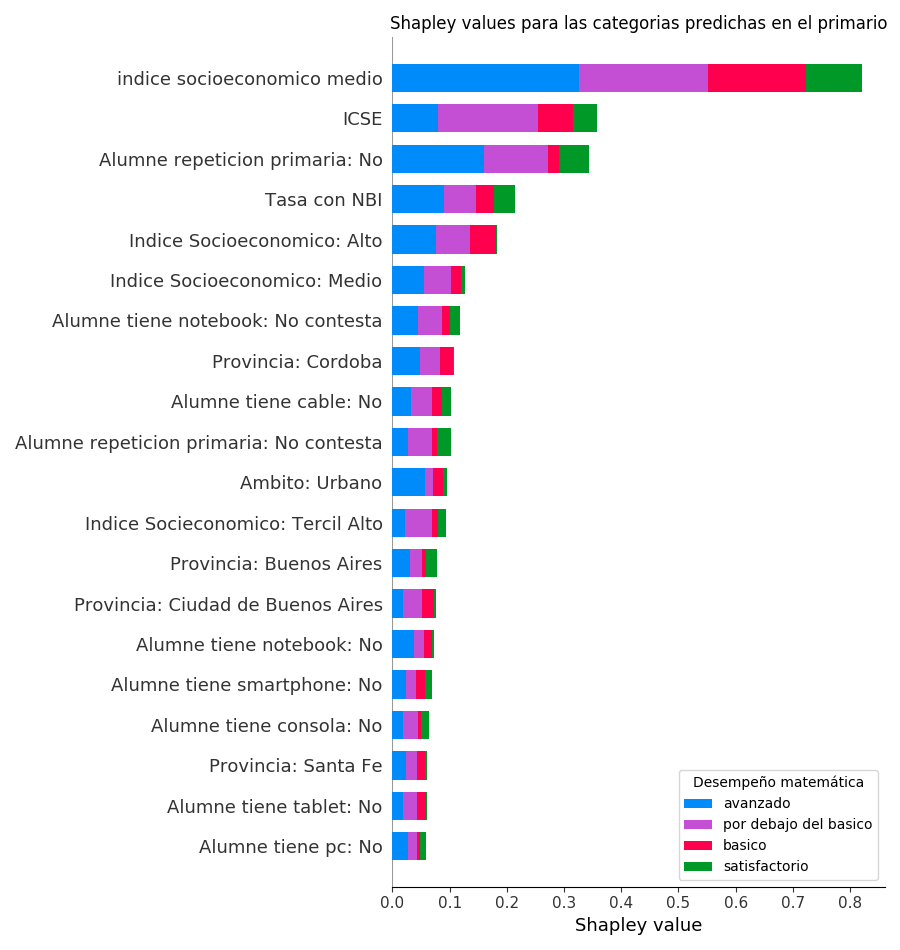 Shapley values para las categorias predichas en el primario
indice socioeconomico medio
ICSE
Alumne repeticion primaria: No
Tasa con NBI
Indice Socioeconomico: Alto
Indice Socioeconomico: Medio
Alumne tiene notebook: No contesta
Provincia: Cordoba
Alumne tiene cable: No
Alumne repeticion primaria: No contesta
Ambito: Urbano
Indice Socieconomico: Tercil Alto
Provincia: Buenos Aires
Provincia: Ciudad de Buenos Aires
Alumne tiene notebook: No
Alumne tiene smartphone: No
Alumne tiene consola: No
Provincia: Santa Fe
Alumne tiene tablet: No
Alumne tiene pc: No
Desempeño matemática
avanzado
por debajo del basico
basico
satisfactorio
0.0 0.1 0.2 0.3 0.4 0.5 0.6 0.7 0.8
Shapley value